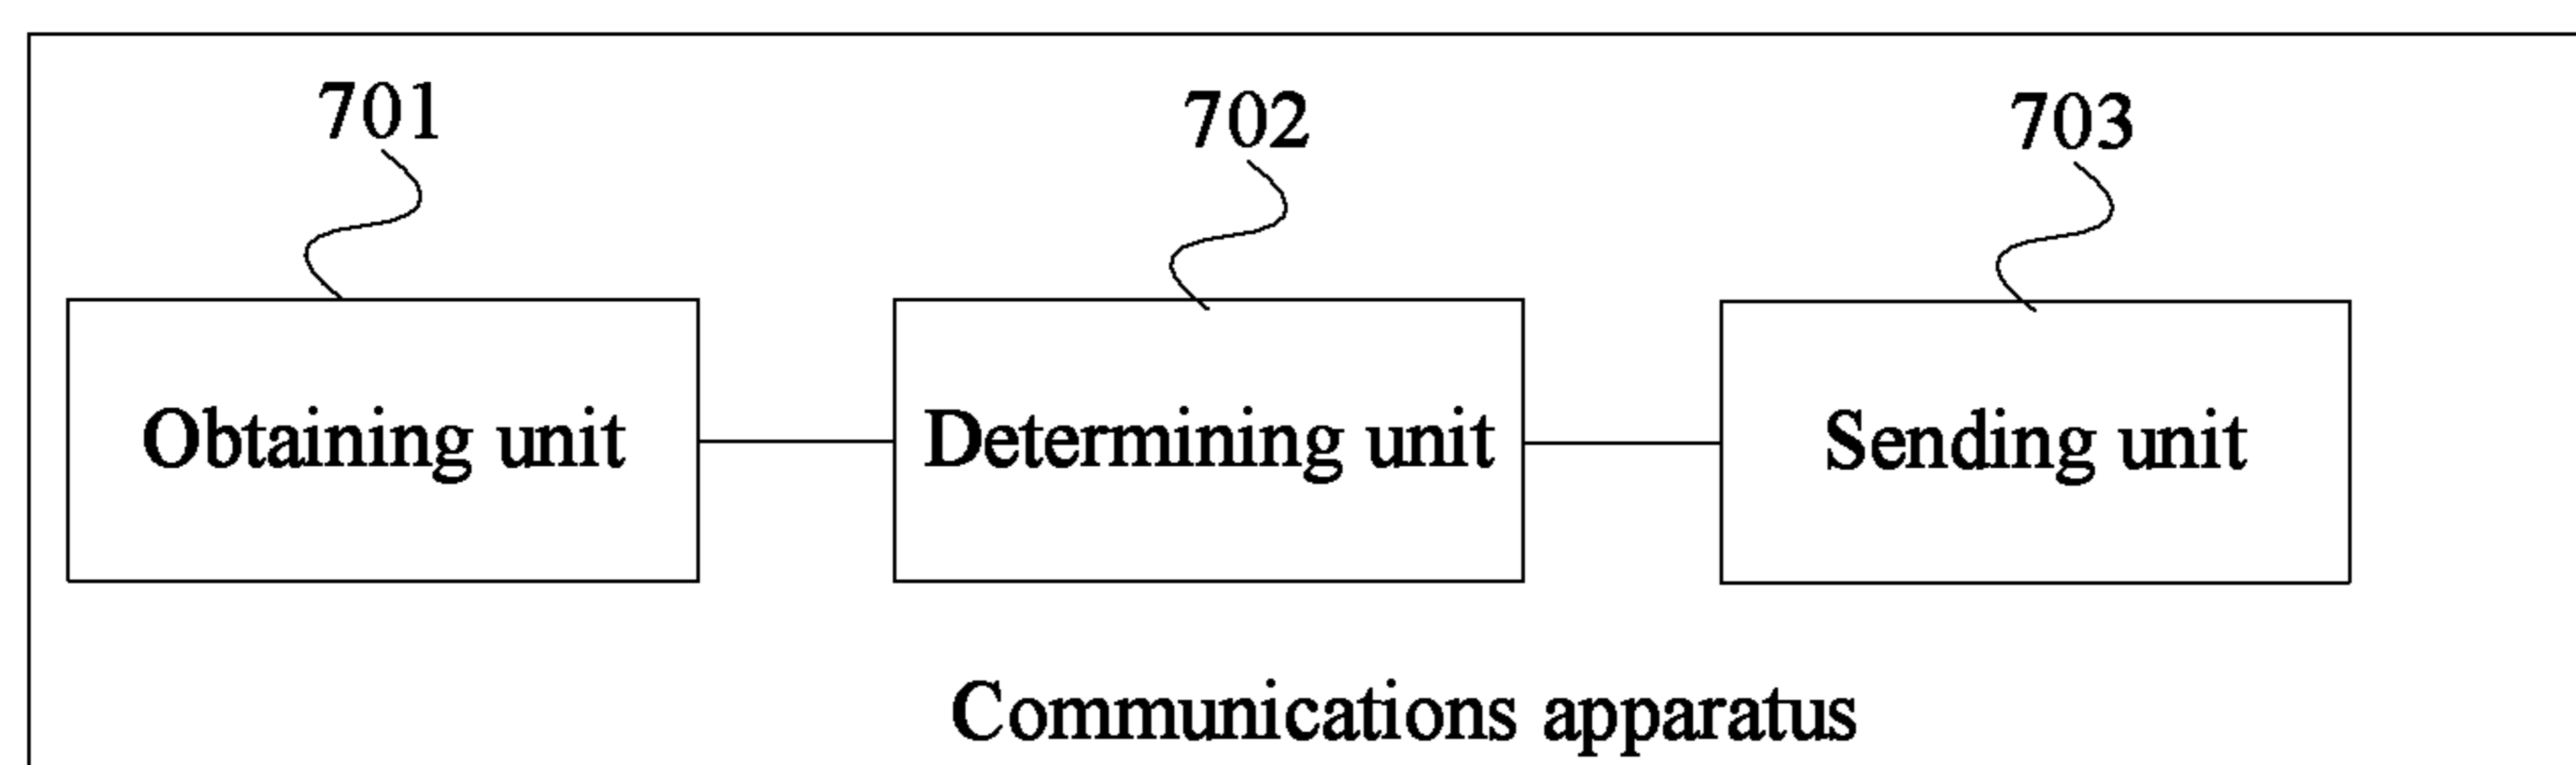 701 702 703
Obtaining unit Determining unit Sending unit
Communications apparatus